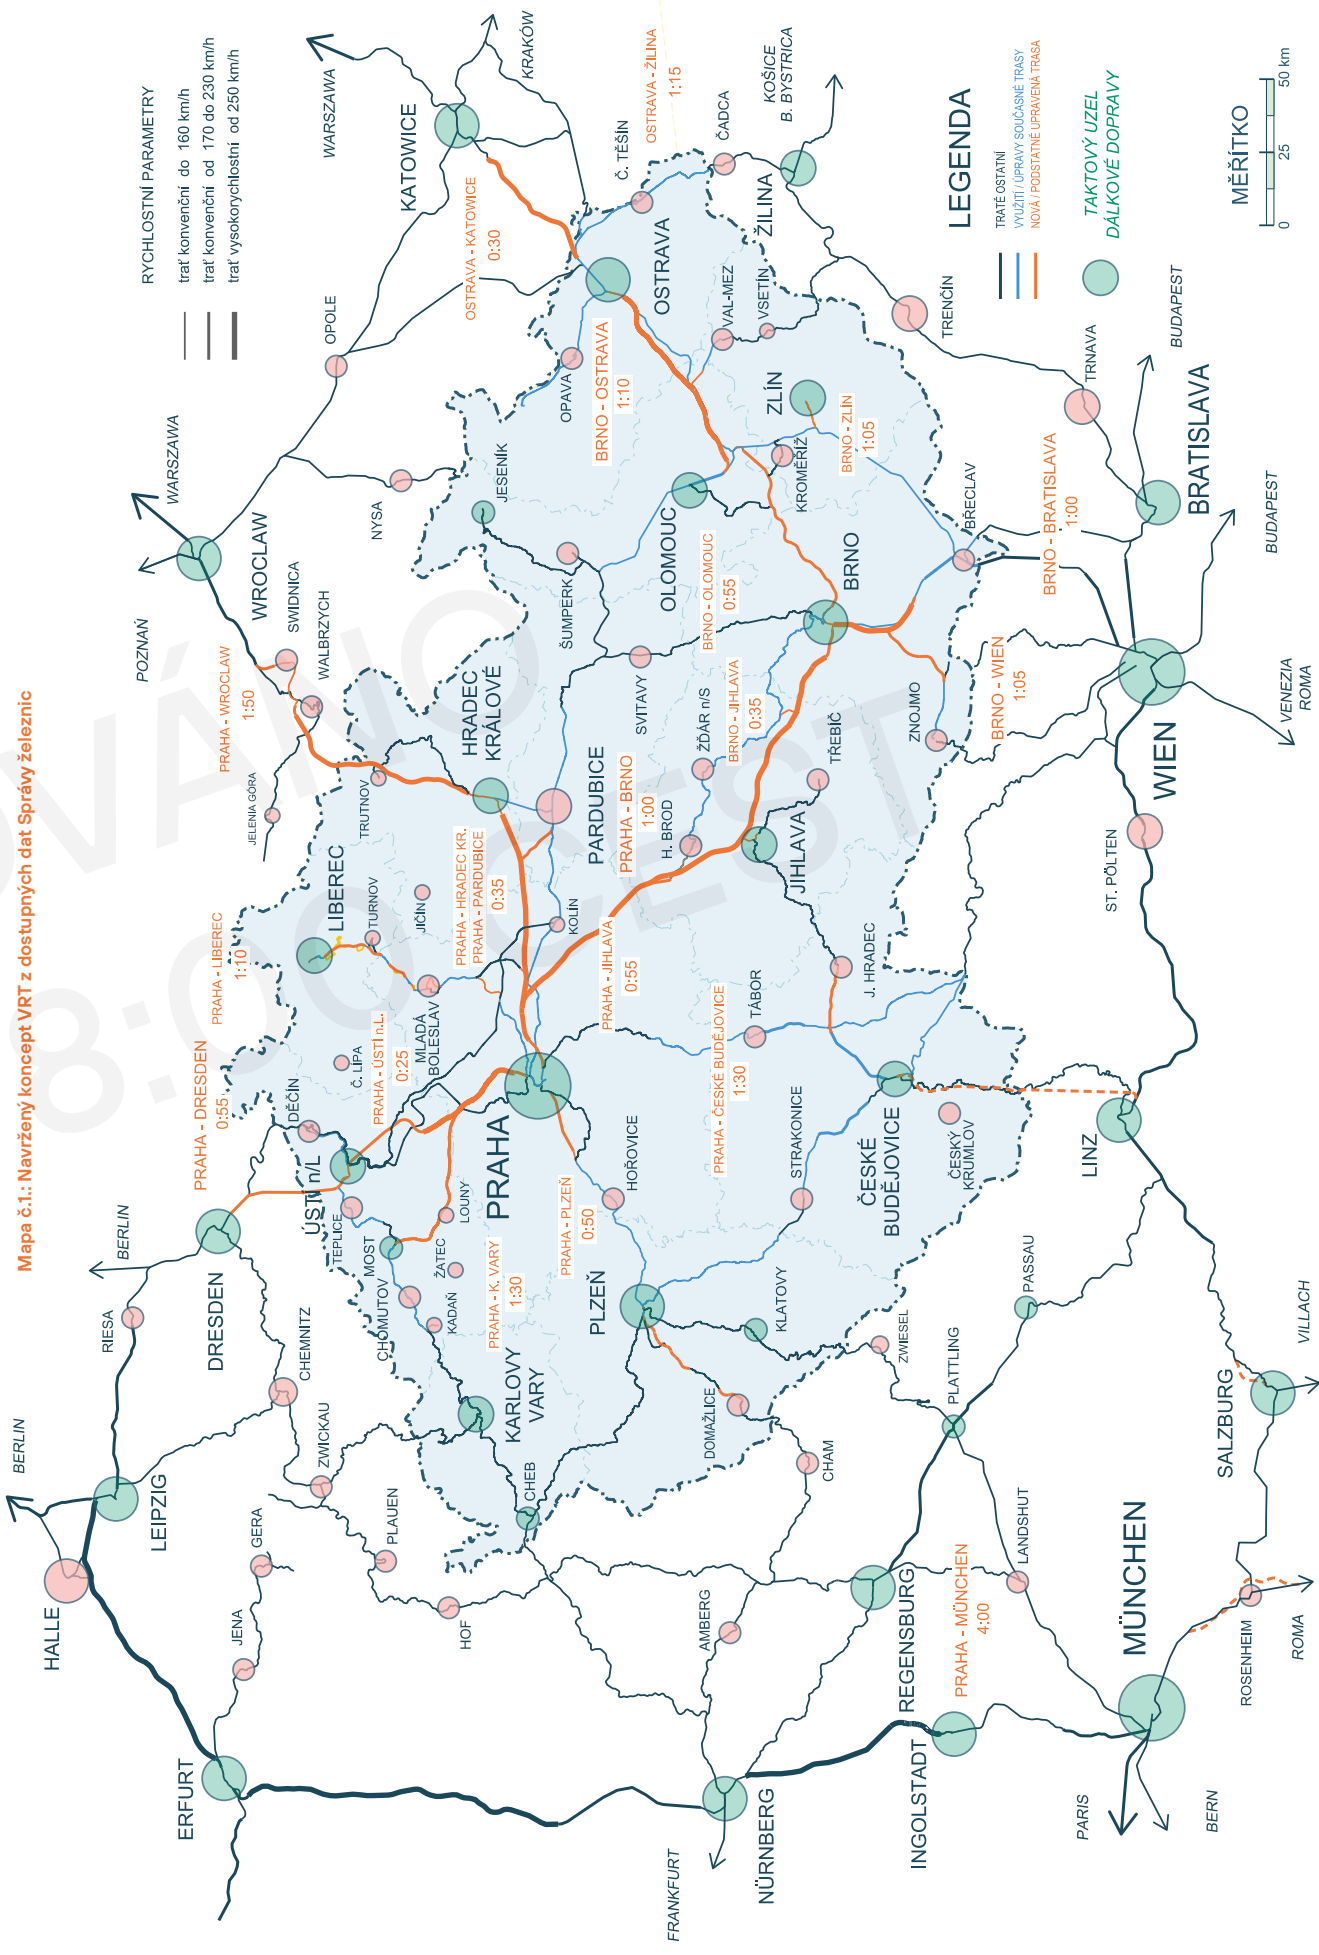 Mapa č.1.: Navržený koncept VRT z dostupných dat Správy železnic
RYCHLOSTNÍ PARAMETRY
trať konvenční do 160 km/h
trať konvenční od 170 do 230 km/h
trať vysokorychlostní od 250 km/h
BERLIN
HALLE
LEIPZIG
RIESA
BERLIN
DRESDEN
PRAHA - DRESDEN
0:55
PRAHA - LIBEREC
1:10
PRAHA - WROCLAW
1:50
POZNAŃ
WARSZAWA
WROCLAW
SWIDNICA
WALBRZYCH
JELENIA GÓRA
NYSA
OPOLE
WARSZAWA
KATOWICE
KRAKÓW
OSTRAVA - KATOWICE
0:30
OSTRAVA - ŽILINA
1:15
ERFURT
JENA
GERA
ZWICKAU
CHEMNITZ
PLAUEN
HOF
DĚČÍN
ÚSTÍ n/L
TEPLICE
MOST
CHOMUTOV
KADAŇ
ŽATEC
LOUNY
Č. LÍPA
PRAHA - ÚSTÍ n.L.
0:25
LIBEREC
TURNOV
JIČÍN
MLADÁ
BOLESLAV
TRUTNOV
HRADEC
KRÁLOVÉ
PRAHA - HRADEC KR.
PRAHA - PARDUBICE
0:35
JESENÍK
ŠUMPERK
OPAVA
OSTRAVA
Č. TĚŠÍN
ČADCA
BRNO - OSTRAVA
1:10
KARLOVY
VARY
CHEB
PRAHA - K. VARY
1:30
PRAHA
PRAHA - PLZEŇ
0:50
HOŘOVICE
PLZEŇ
KOLÍN
PARDUBICE
PRAHA - JIHLAVA
0:55
PRAHA - BRNO
1:00
H. BROD
ŽDÁR n/S
SVITAVY
OLOMOUC
BRNO - OLOMOUC
0:55
BRNO - JIHLAVA
0:35
VAL-MEZ
VSETÍN
ZLÍN
KROMĚŘÍŽ
BRNO - ZLÍN
1:05
ŽILINA
KOŠICE
B. BYSTRICA
DOMAŽLICE
KLATOVY
CHAM
ZWIESEL
STRAKONICE
TÁBOR
PRAHA - ČESKÉ BUDĚJOVICE
1:30
J. HRADEC
JIHLAVA
TŘEBÍČ
BRNO
ZNOJMO
BŘECLAV
ČESKÉ
BUDĚJOVICE
ČESKÝ
KRUMLOV
BRNO - WIEN
1:05
BRNO - BRATISLAVA
1:00
TRENČÍN
TRNAVA
BRATISLAVA
BUDAPEST
BUDAPEST
WIEN
VENEZIA
ROMA
ST. PÖLTEN
LINZ
PASSAU
PLATTLING
AMBERG
REGENSBURG
LANDSHUT
PRAHA - MÜNCHEN
4:00
NÜRNBERG
FRANKFURT
INGOLSTADT
MÜNCHEN
PARIS
BERN
ROSENHEIM
ROMA
SALZBURG
VILLACH
LEGENDA
TRATĚ OSTATNÍ
VYUŽITÍ / ÚPRAVY SOUČASNÉ TRASY
NOVÁ / PODSTATNĚ UPRAVENÁ TRASA
TAKTOVÝ UZEL
DÁLKOVÉ DOPRAVY
MĚŘÍTKO
0 25 50 km